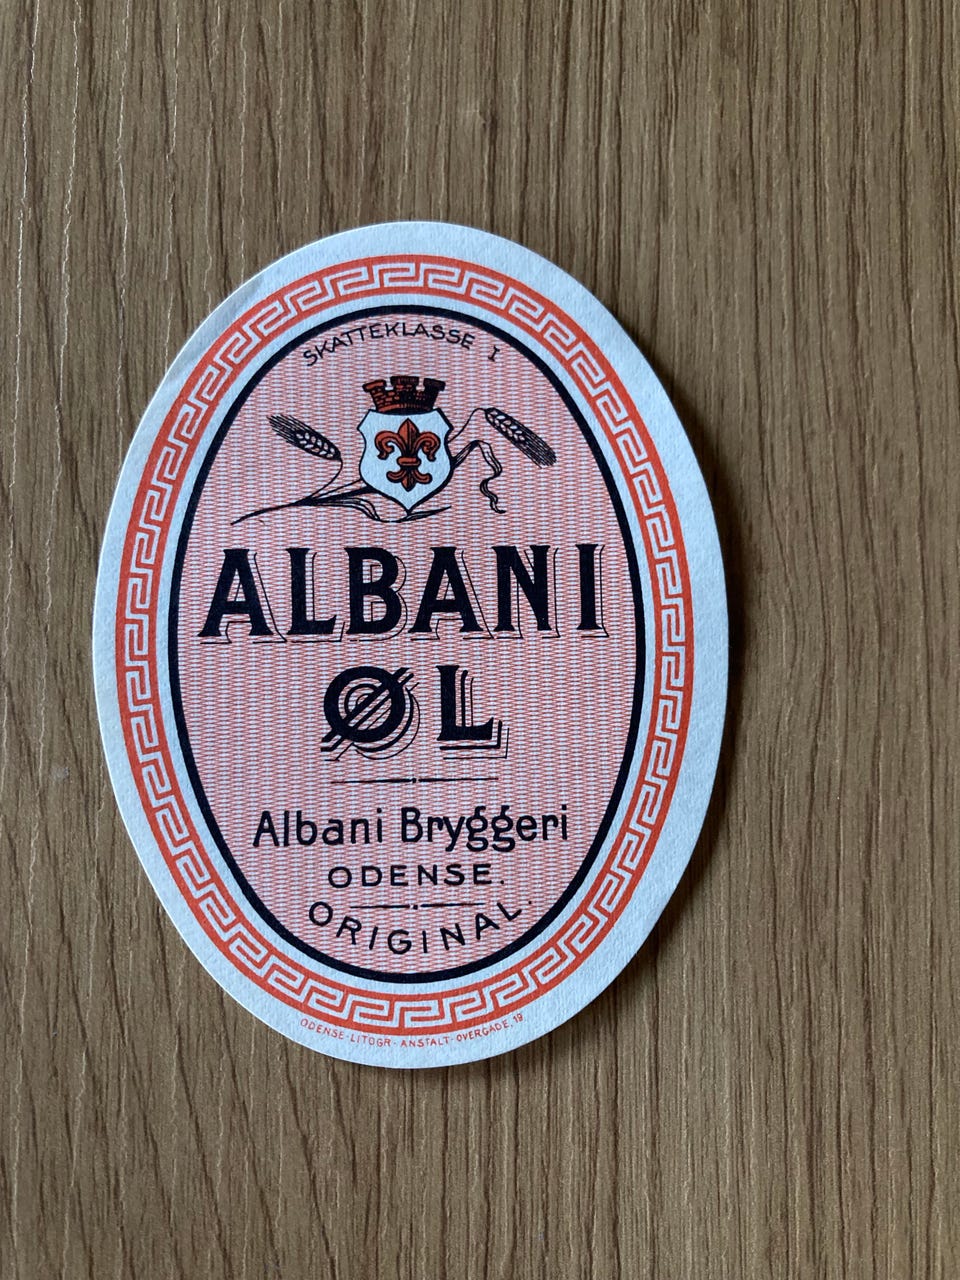 SKATTEKLASSE I
ALBANI
ØL
Albani Bryggeri
ODENSE.
ORIGINAL.
ODENSE-LITOGR-ANSTALT-OVERGADE, 19